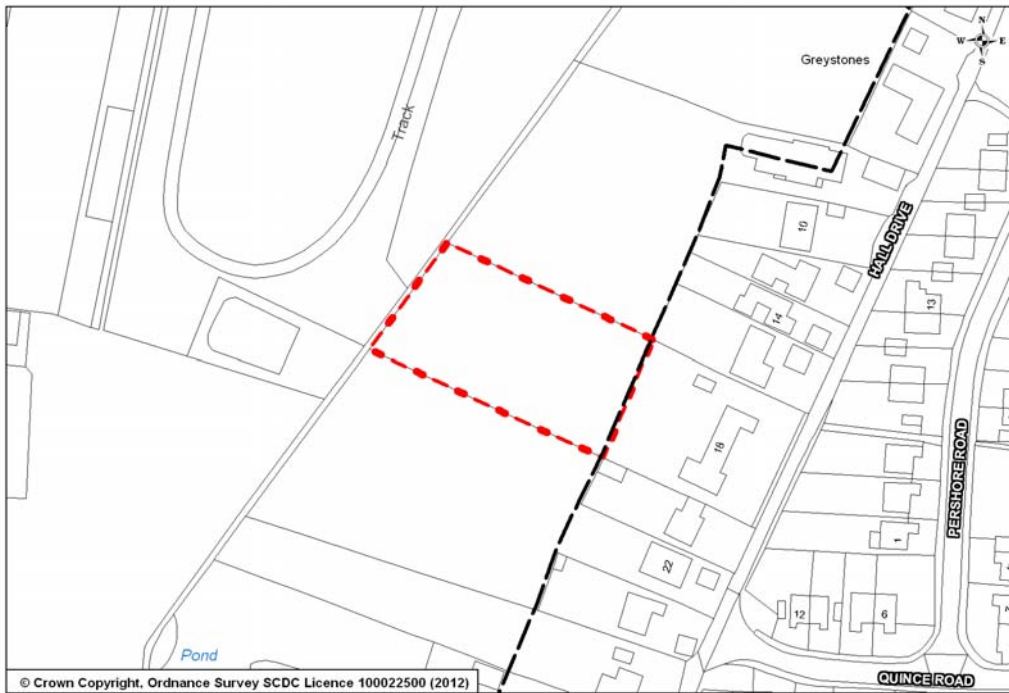 N
W E
S
Greystones
Track
10
HALL DRIVE
14
13
18
PERSHORE ROAD
1
22
12
6
Pond
QUINCE ROAD
© Crown Copyright, Ordnance Survey SCDC Licence 100022500 (2012)